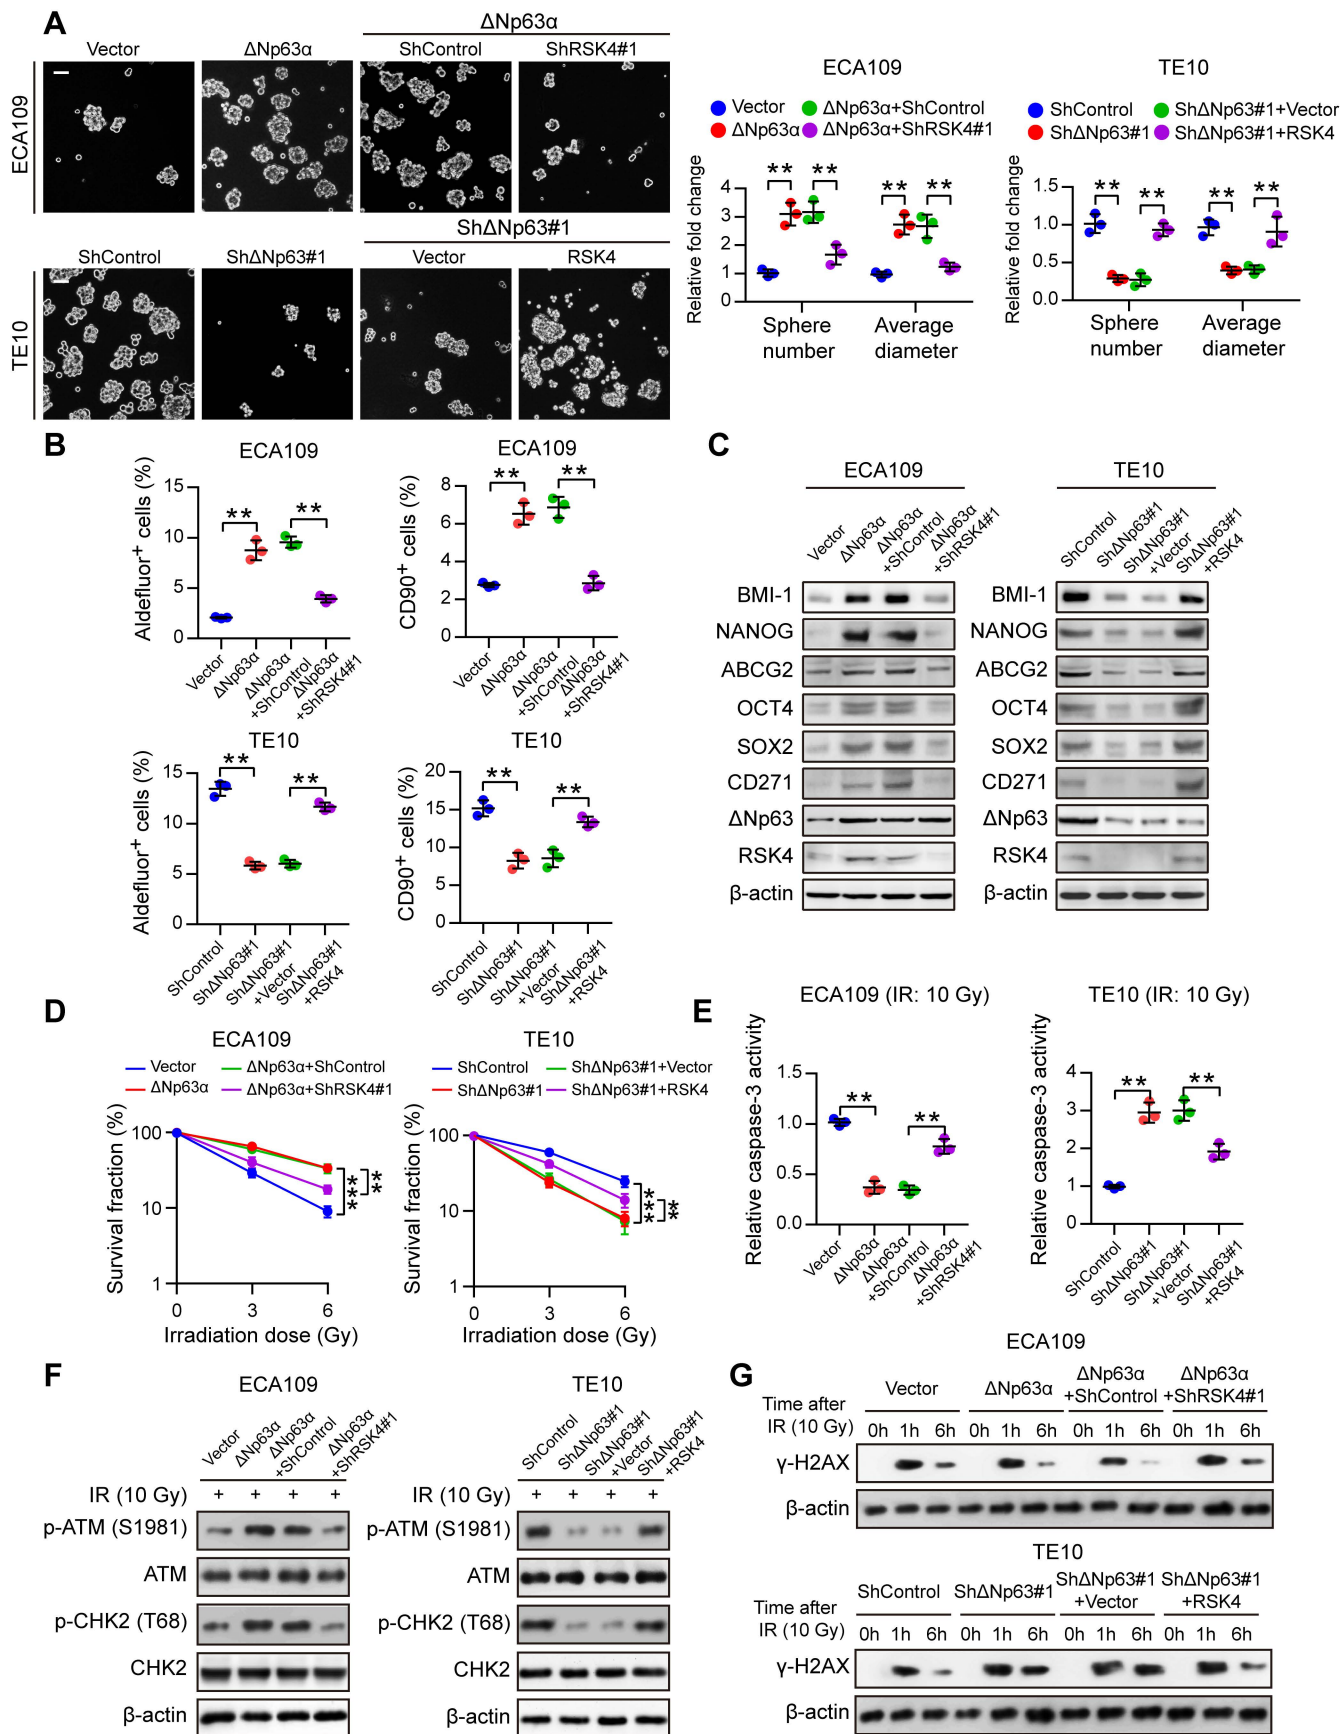 A
ΔNp63α
Vector
ΔNp63α
ShControl
ShRSK4#1
ECA109
ShΔNp63#1
ShControl
ShΔNp63#1
Vector
RSK4
TE10
ECA109
Vector
ΔNp63α+ShControl
ΔNp63α
ΔNp63α+ShRSK4#1
Relative fold change
4
3
2
1
0
** ** ** **
Sphere number
Average diameter
TE10
ShControl
ShΔNp63#1+Vector
ShΔNp63#1
ShΔNp63#1+RSK4
Relative fold change
1.5
1.0
0.5
0.0
** ** ** **
Sphere number
Average diameter
B
ECA109
Aldefluor+ cells (%)
15
10
5
0
** **
Vector
ΔNp63α
ΔNp63α +ShControl
ΔNp63α +ShRSK4#1
ECA109
CD90+ cells (%)
8
6
4
2
0
** **
Vector
ΔNp63α
ΔNp63α +ShControl
ΔNp63α +ShRSK4#1
TE10
Aldefluor+ cells (%)
15
10
5
0
** **
ShControl
ShΔNp63#1
ShΔNp63#1 +Vector
ShΔNp63#1 +RSK4
TE10
CD90+ cells (%)
20
15
10
5
0
** **
ShControl
ShΔNp63#1
ShΔNp63#1 +Vector
ShΔNp63#1 +RSK4
C
ECA109
Vector
ΔNp63α
ΔNp63α +ShControl
ΔNp63α +ShRSK4#1
BMI-1
NANOG
ABCG2
OCT4
SOX2
CD271
ΔNp63
RSK4
β-actin
TE10
ShControl
ShΔNp63#1
ShΔNp63#1 +Vector
ShΔNp63#1 +RSK4
BMI-1
NANOG
ABCG2
OCT4
SOX2
CD271
ΔNp63
RSK4
β-actin
D
ECA109
Vector
ΔNp63α+ShControl
ΔNp63α
ΔNp63α+ShRSK4#1
Survival fraction (%)
100
10
1
** **
0 3 6
Irradiation dose (Gy)
TE10
ShControl
ShΔNp63#1+Vector
ShΔNp63#1
ShΔNp63#1+RSK4
Survival fraction (%)
100
10
1
** **
0 3 6
Irradiation dose (Gy)
E
ECA109 (IR: 10 Gy)
Relative caspase-3 activity
1.5
1.0
0.5
0.0
** **
Vector
ΔNp63α
ΔNp63α +ShControl
ΔNp63α +ShRSK4#1
TE10 (IR: 10 Gy)
Relative caspase-3 activity
4
3
2
1
0
** **
ShControl
ShΔNp63#1
ShΔNp63#1 +Vector
ShΔNp63#1 +RSK4
F
ECA109
Vector
ΔNp63α
ΔNp63α +ShControl
ΔNp63α +ShRSK4#1
IR (10 Gy) + + + +
p-ATM (S1981)
ATM
p-CHK2 (T68)
CHK2
β-actin
TE10
ShControl
ShΔNp63#1
ShΔNp63#1 +Vector
ShΔNp63#1 +RSK4
IR (10 Gy) + + + +
p-ATM (S1981)
ATM
p-CHK2 (T68)
CHK2
β-actin
G
ECA109
Vector
ΔNp63α
ΔNp63α +ShControl
ΔNp63α +ShRSK4#1
Time after
IR (10 Gy) 0h 1h 6h 0h 1h 6h 0h 1h 6h 0h 1h 6h
γ-H2AX
β-actin
TE10
ShControl
ShΔNp63#1
ShΔNp63#1 +Vector
ShΔNp63#1 +RSK4
Time after
IR (10 Gy) 0h 1h 6h 0h 1h 6h 0h 1h 6h 0h 1h 6h
γ-H2AX
β-actin